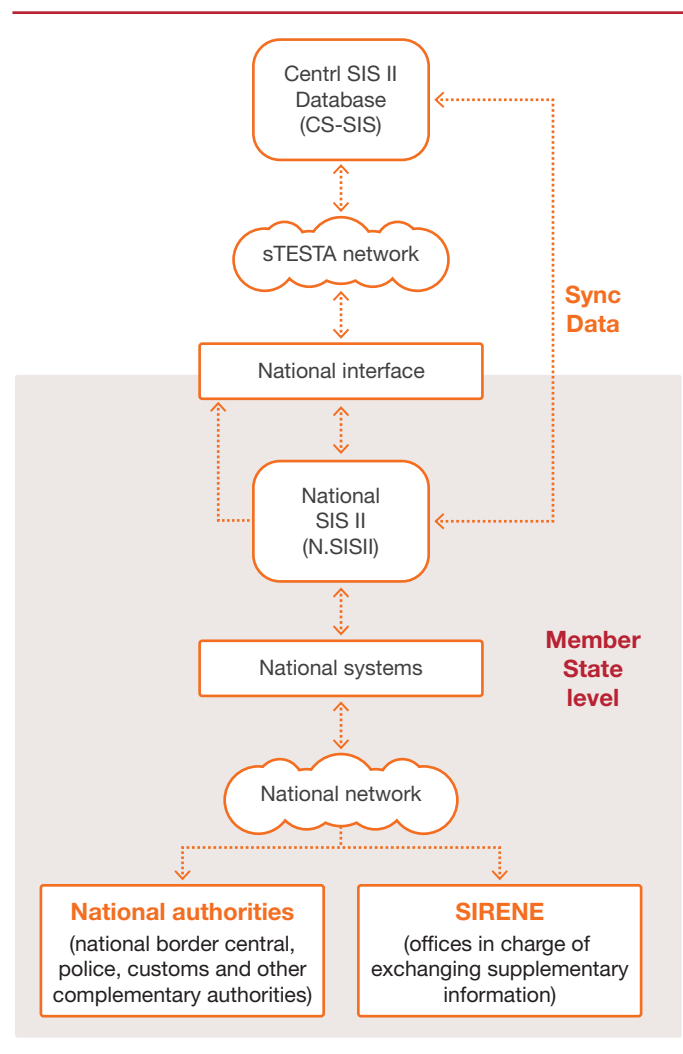 Centrl SIS II
Database
(CS-SIS)
sTESTA network
Sync
Data
National interface
National
SIS II
(N.SISII)
National systems
Member
State
level
National network
National authorities
(national border central,
police, customs and other
complementary authorities)
SIRENE
(offices in charge of
exchanging supplementary
information)